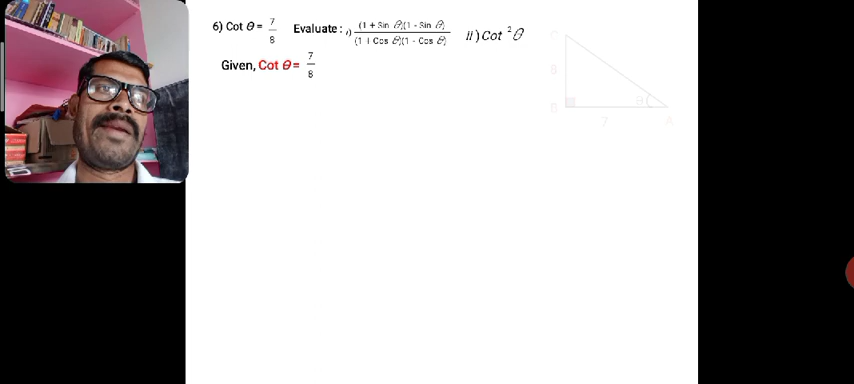 6) Cot θ = 7/8 Evaluate : i) (1 + Sin θ)(1 - Sin θ) / (1 + Cos θ)(1 - Cos θ) II ) Cot ²θ
Given, Cot θ = 7/8
C
8
B
θ
7
A